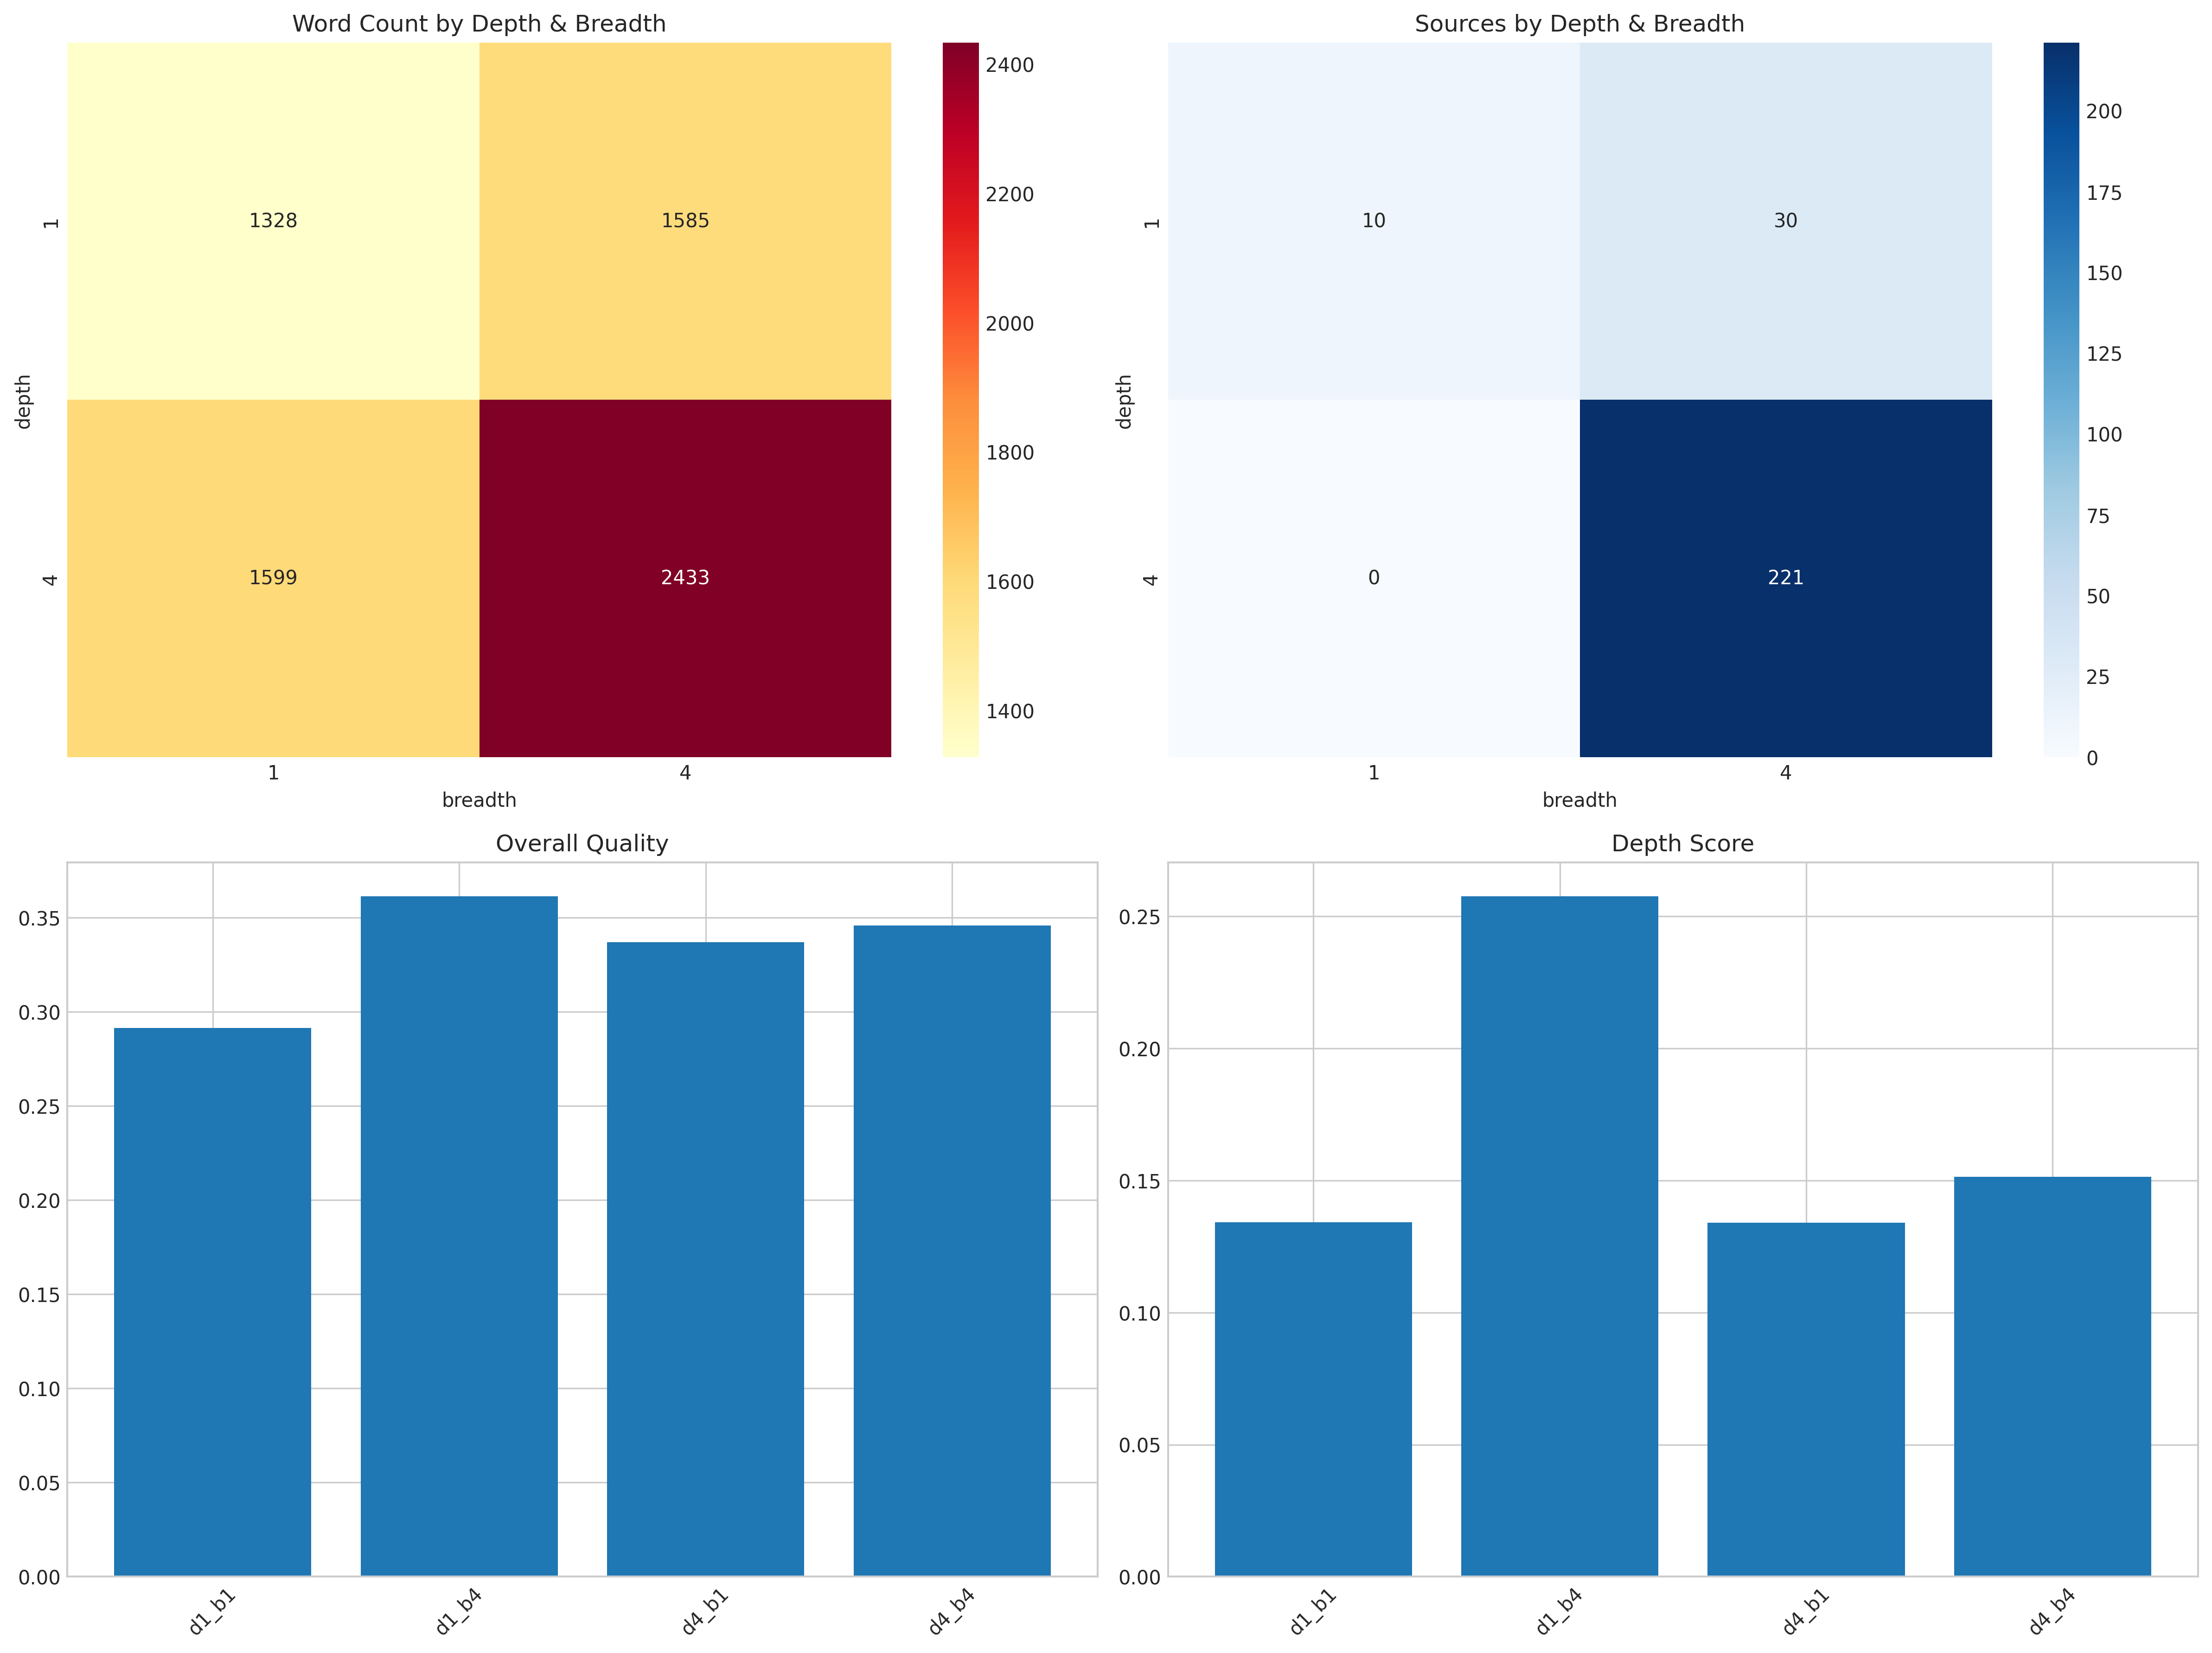 Word Count by Depth & Breadth
1328
1585
1599
2433
1
4
depth
1
4
breadth
2400
2200
2000
1800
1600
1400
Sources by Depth & Breadth
10
30
0
221
1
4
depth
1
4
breadth
200
175
150
125
100
75
50
25
0
Overall Quality
0.35
0.30
0.25
0.20
0.15
0.10
0.05
0.00
d1_b1
d1_b4
d4_b1
d4_b4
Depth Score
0.25
0.20
0.15
0.10
0.05
0.00
d1_b1
d1_b4
d4_b1
d4_b4